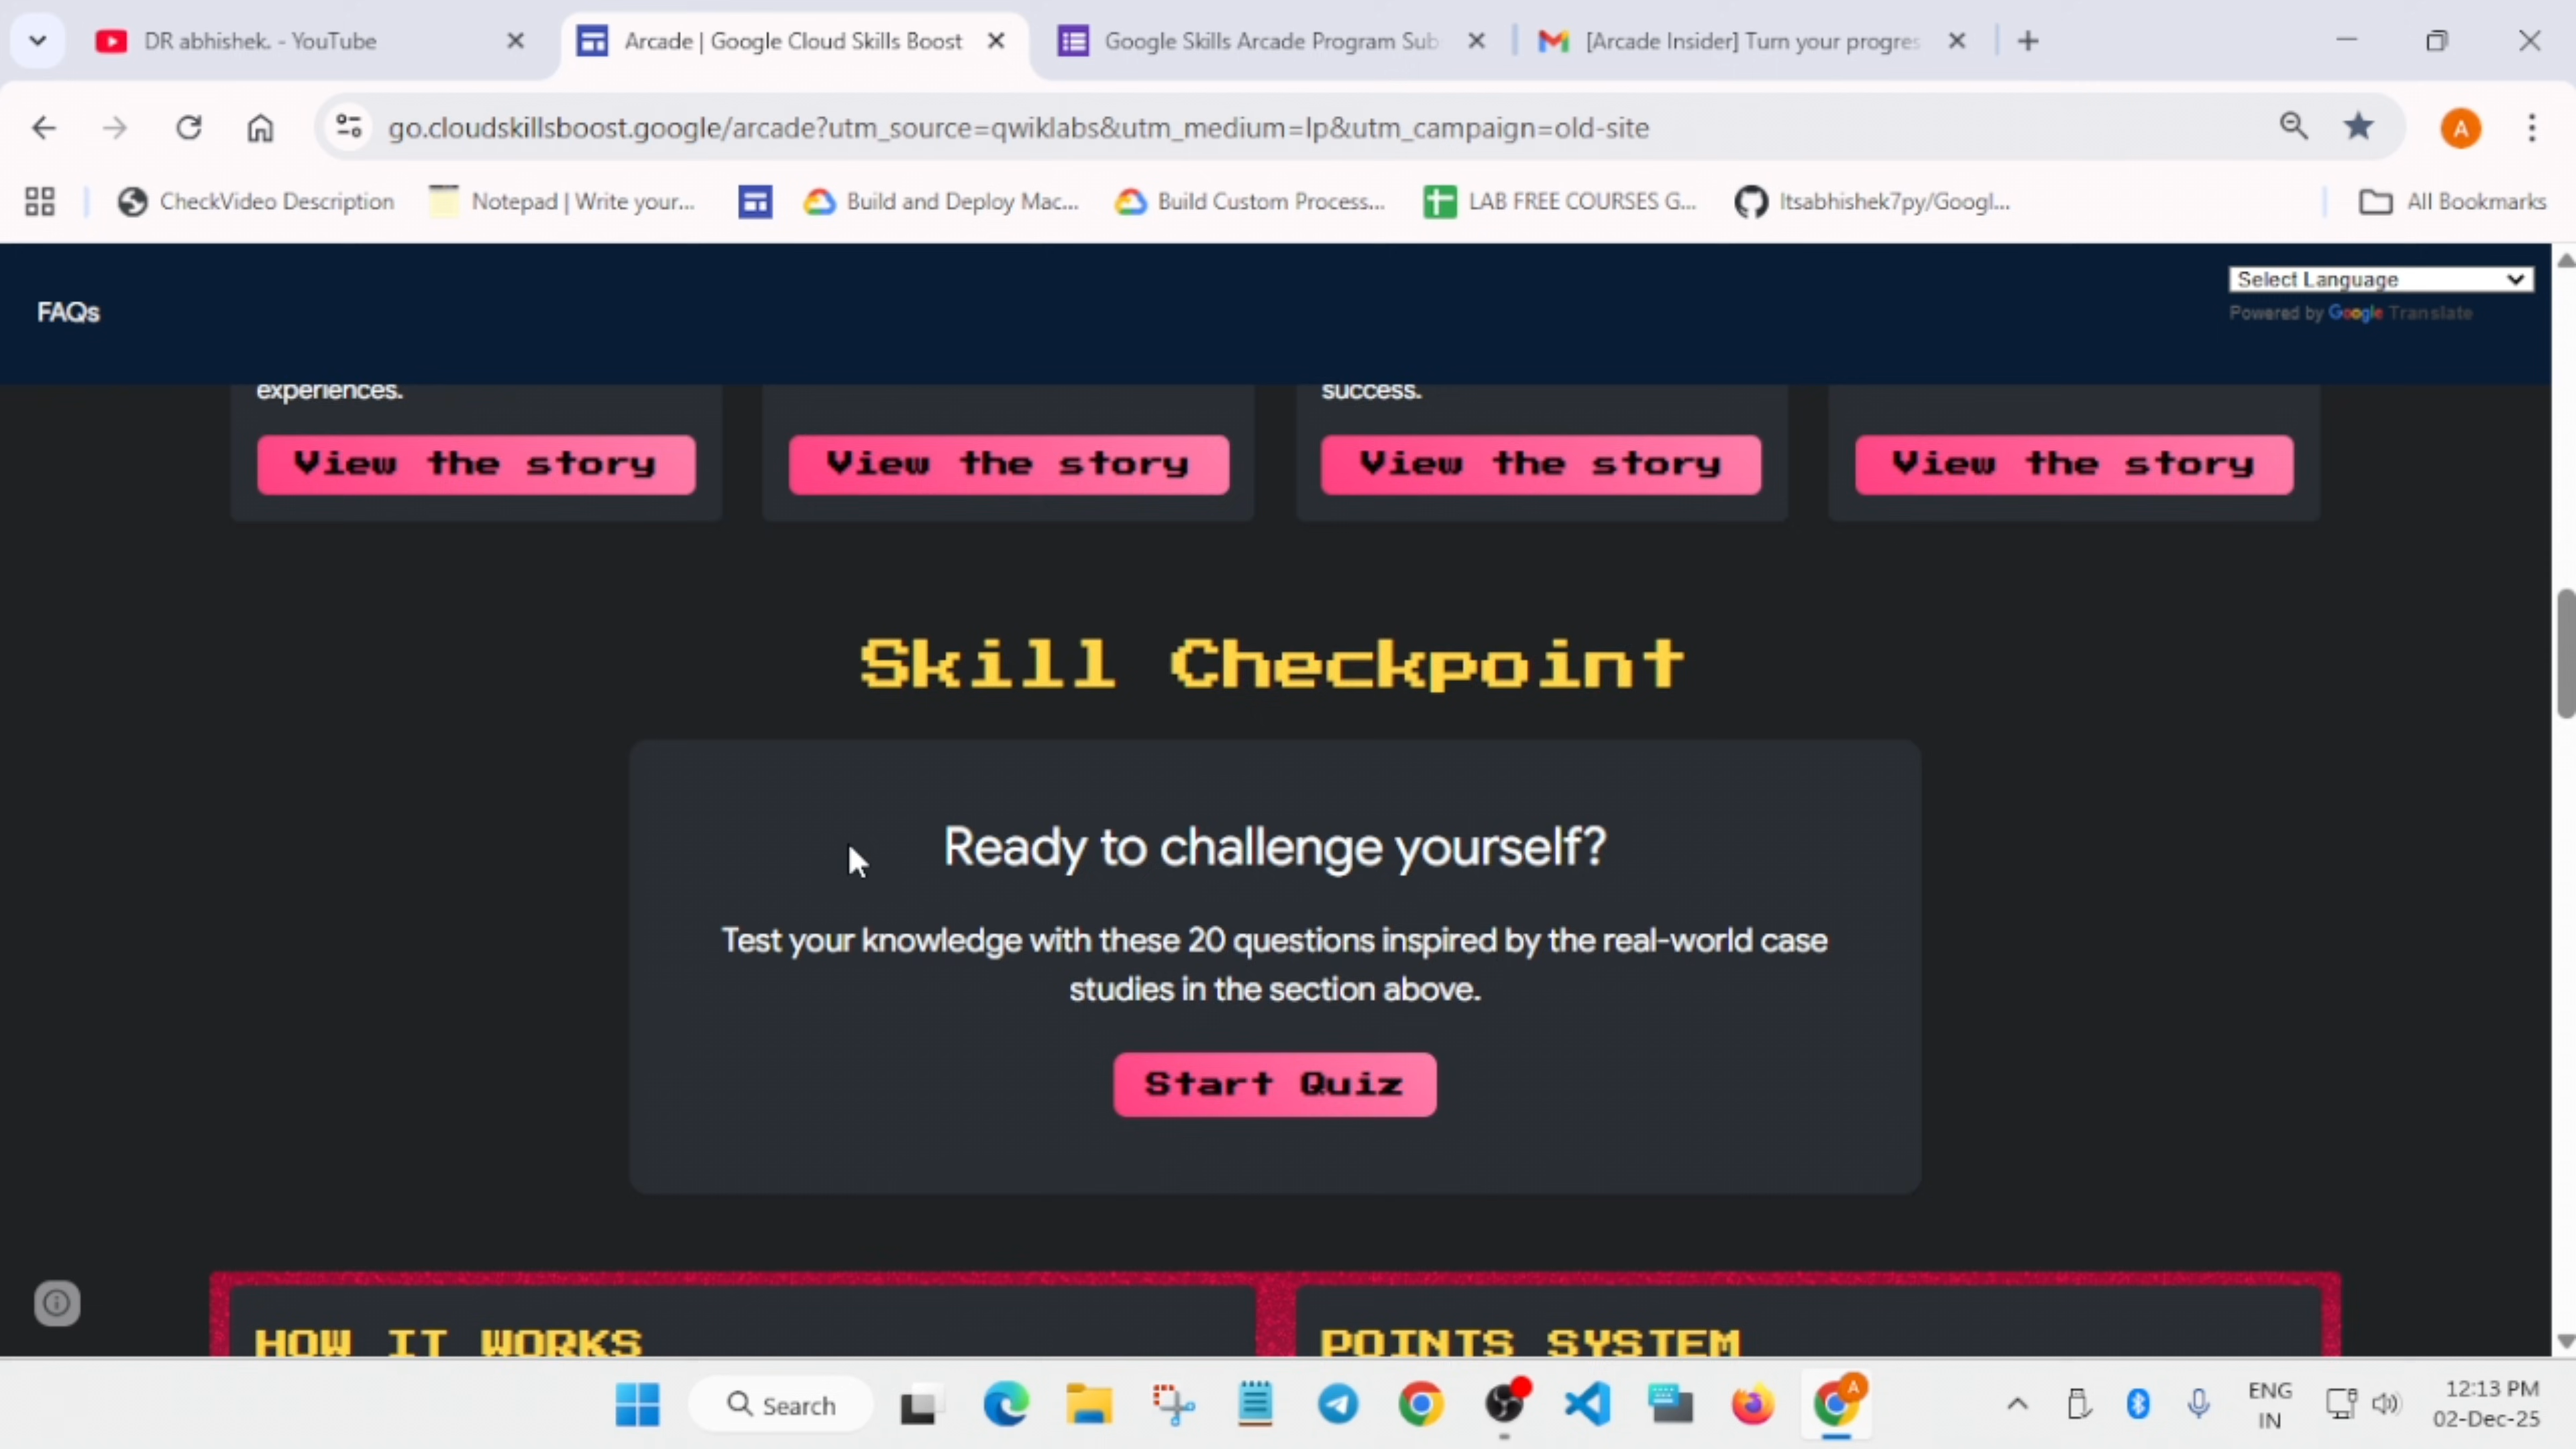 DR abhishek. - YouTube
Arcade | Google Cloud Skills Boost
Google Skills Arcade Program Sub
[Arcade Insider] Turn your progres
go.cloudskillsboost.google/arcade?utm_source=qwiklabs&utm_medium=lp&utm_campaign=old-site
A
CheckVideo Description
Notepad | Write your...
Build and Deploy Mac...
Build Custom Process...
LAB FREE COURSES G...
Itsabhishek7py/Googl...
All Bookmarks
FAQs
Select Language
Powered by Google Translate
experiences.
success.
View the story
View the story
View the story
View the story
Skill Checkpoint
Ready to challenge yourself?
Test your knowledge with these 20 questions inspired by the real-world case
studies in the section above.
Start Quiz
HOW IT WORKS
POINTS SYSTEM
Search
A
ENG
IN
12:13 PM
02-Dec-25